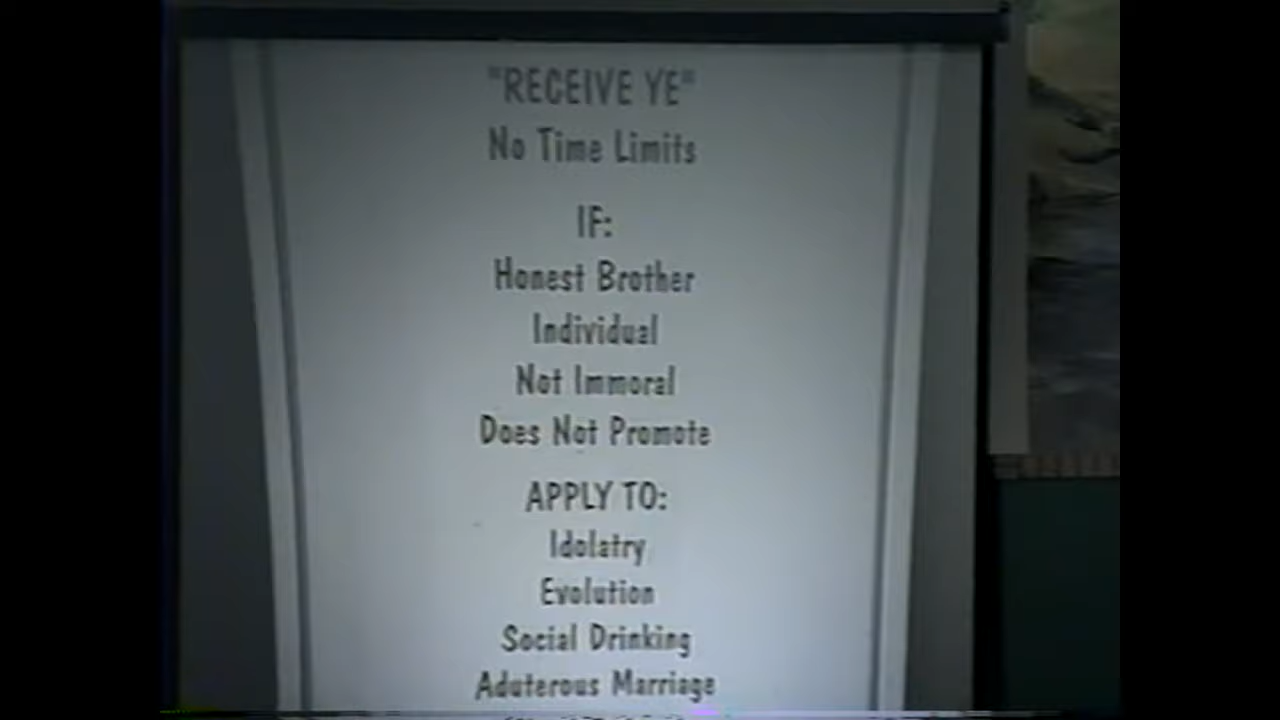 "RECEIVE YE"
No Time Limits
IF:
Honest Brother
Individual
Not Immoral
Does Not Promote
APPLY TO:
Idolatry
Evolution
Social Drinking
Aduterous Marriage